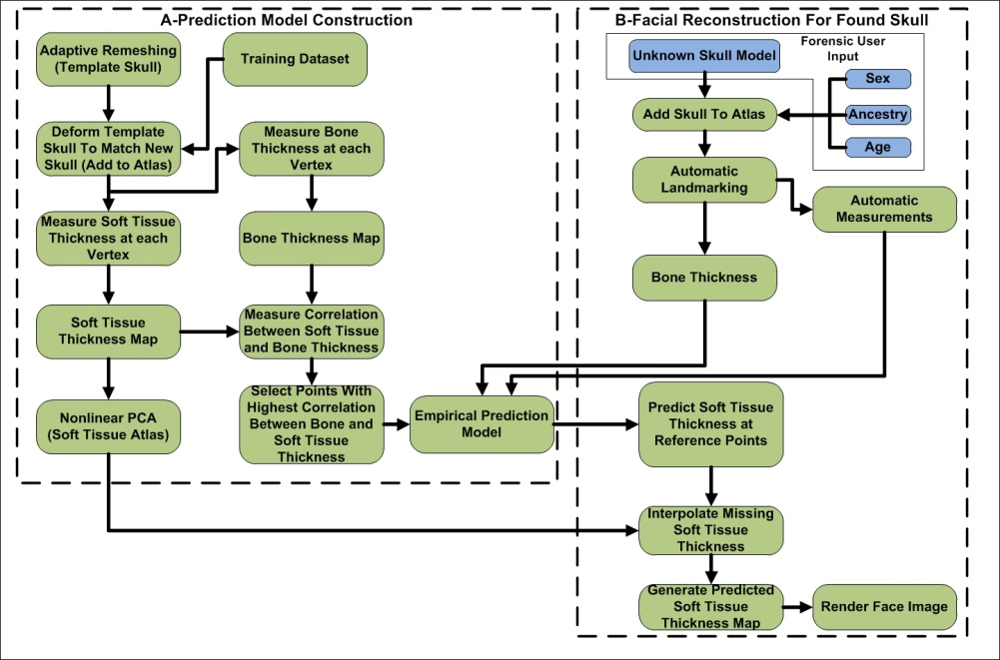 A-Prediction Model Construction
Adaptive Remeshing
(Template Skull)
Training Dataset
Deform Template
Skull To Match New
Skull (Add to Atlas)
Measure Bone
Thickness at each
Vertex
Measure Soft Tissue
Thickness at each
Vertex
Bone Thickness Map
Soft Tissue
Thickness Map
Measure Correlation
Between Soft Tissue
and Bone Thickness
Nonlinear PCA
(Soft Tissue Atlas)
Select Points With
Highest Correlation
Between Bone and
Soft Tissue
Thickness
Empirical Prediction
Model
B-Facial Reconstruction For Found Skull
Unknown Skull Model
Forensic User
Input
Sex
Ancestry
Age
Add Skull To Atlas
Automatic
Landmarking
Automatic
Measurements
Bone Thickness
Predict Soft Tissue
Thickness at
Reference Points
Interpolate Missing
Soft Tissue
Thickness
Generate Predicted
Soft Tissue
Thickness Map
Render Face Image